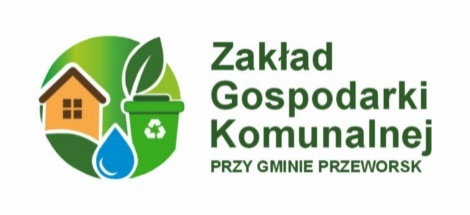 Zakład
Gospodarki
Komunalnej
PRZY GMINIE PRZEWORSK